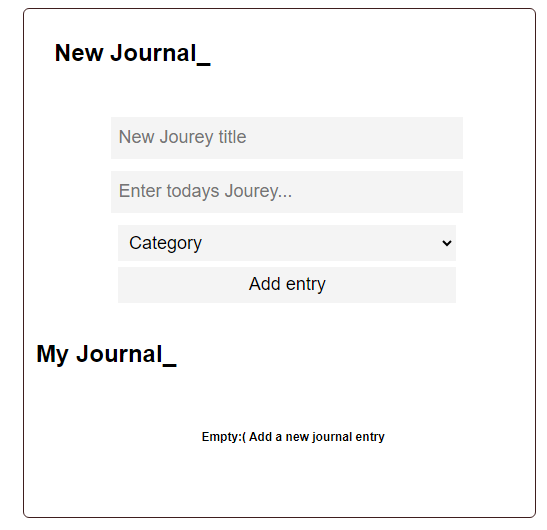 New Journal_
New Jourey title
Enter todays Jourey...
Category
Add entry
My Journal_
Empty:( Add a new journal entry